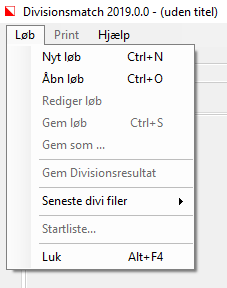 Divisionsmatch 2019.0.0 - (uden titel)
Løb Print Hjælp
Nyt løb Ctrl+N
Åbn løb Ctrl+O
Rediger løb
Gem løb Ctrl+S
Gem som ...
Gem Divisionsresultat
Seneste divi filer
Startliste...
Luk Alt+F4